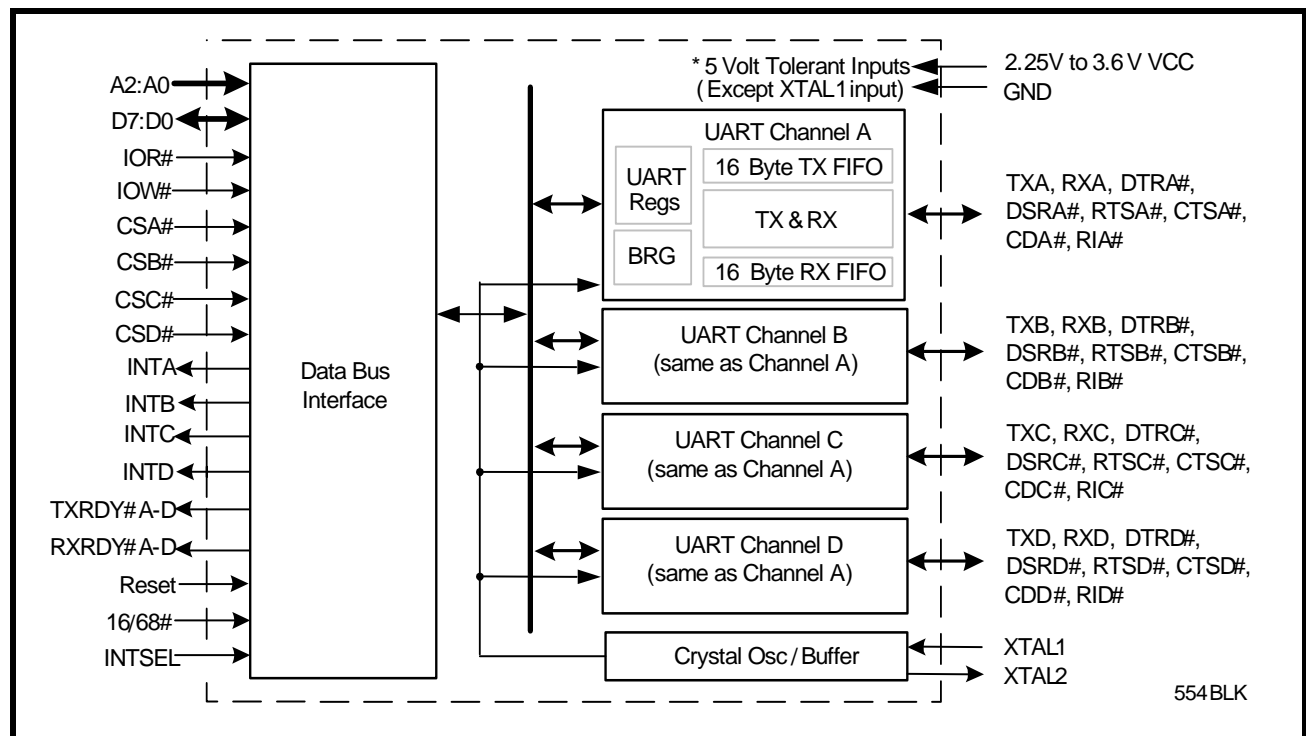 A2:A0
D7:D0
IOR#
IOW#
CSA#
CSB#
CSC#
CSD#
INTA
INTB
INTC
INTD
TXRDY# A-D
RXRDY# A-D
Reset
16/68#
INTSEL
Data Bus
Interface
* 5 Volt Tolerant Inputs
(Except XTAL1 input)
2.25V to 3.6 V VCC
GND
UART Channel A
UART
Regs
BRG
16 Byte TX FIFO
TX & RX
16 Byte RX FIFO
TXA, RXA, DTRA#,
DSRA#, RTSA#, CTSA#,
CDA#, RIA#
UART Channel B
(same as Channel A)
TXB, RXB, DTRB#,
DSRB#, RTSB#, CTSB#,
CDB#, RIB#
UART Channel C
(same as Channel A)
TXC, RXC, DTRC#,
DSRC#, RTSC#, CTSC#,
CDC#, RIC#
UART Channel D
(same as Channel A)
TXD, RXD, DTRD#,
DSRD#, RTSD#, CTSD#,
CDD#, RID#
Crystal Osc / Buffer
XTAL1
XTAL2
554 BLK